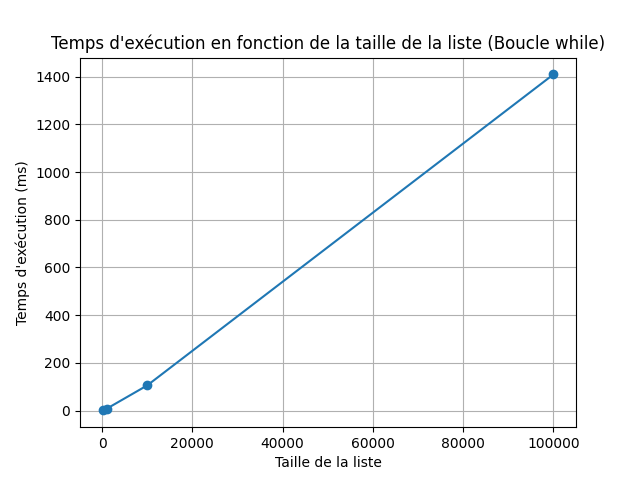 Temps d'exécution en fonction de la taille de la liste (Boucle while)
1400
1200
1000
800
600
400
200
0
Temps d'exécution (ms)
0 20000 40000 60000 80000 100000
Taille de la liste